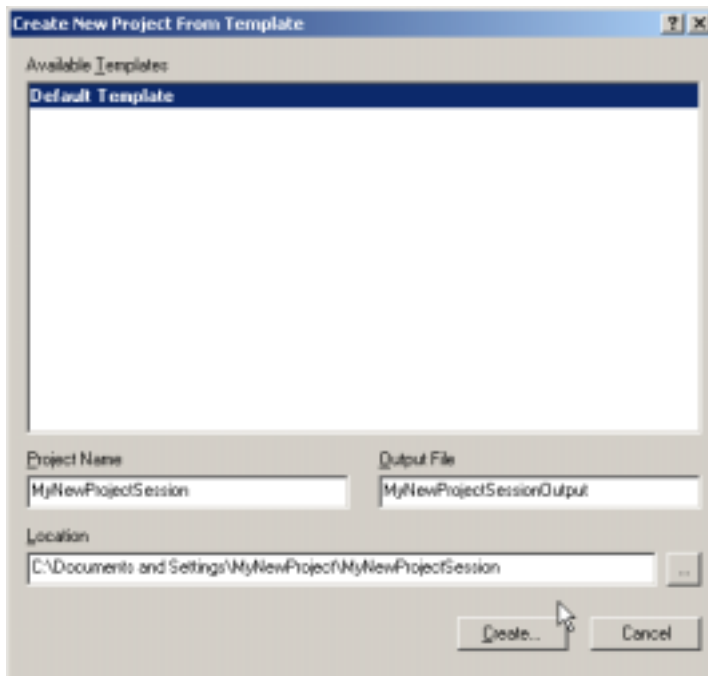 Create New Project From Template
Available Templates
Default Template
Project Name
Output File
MyNewProjectSession
MyNewProjectSessionOutput
Location
C:\Documents and Settings\MyNewProject\MyNewProjectSession
...
Create...
Cancel